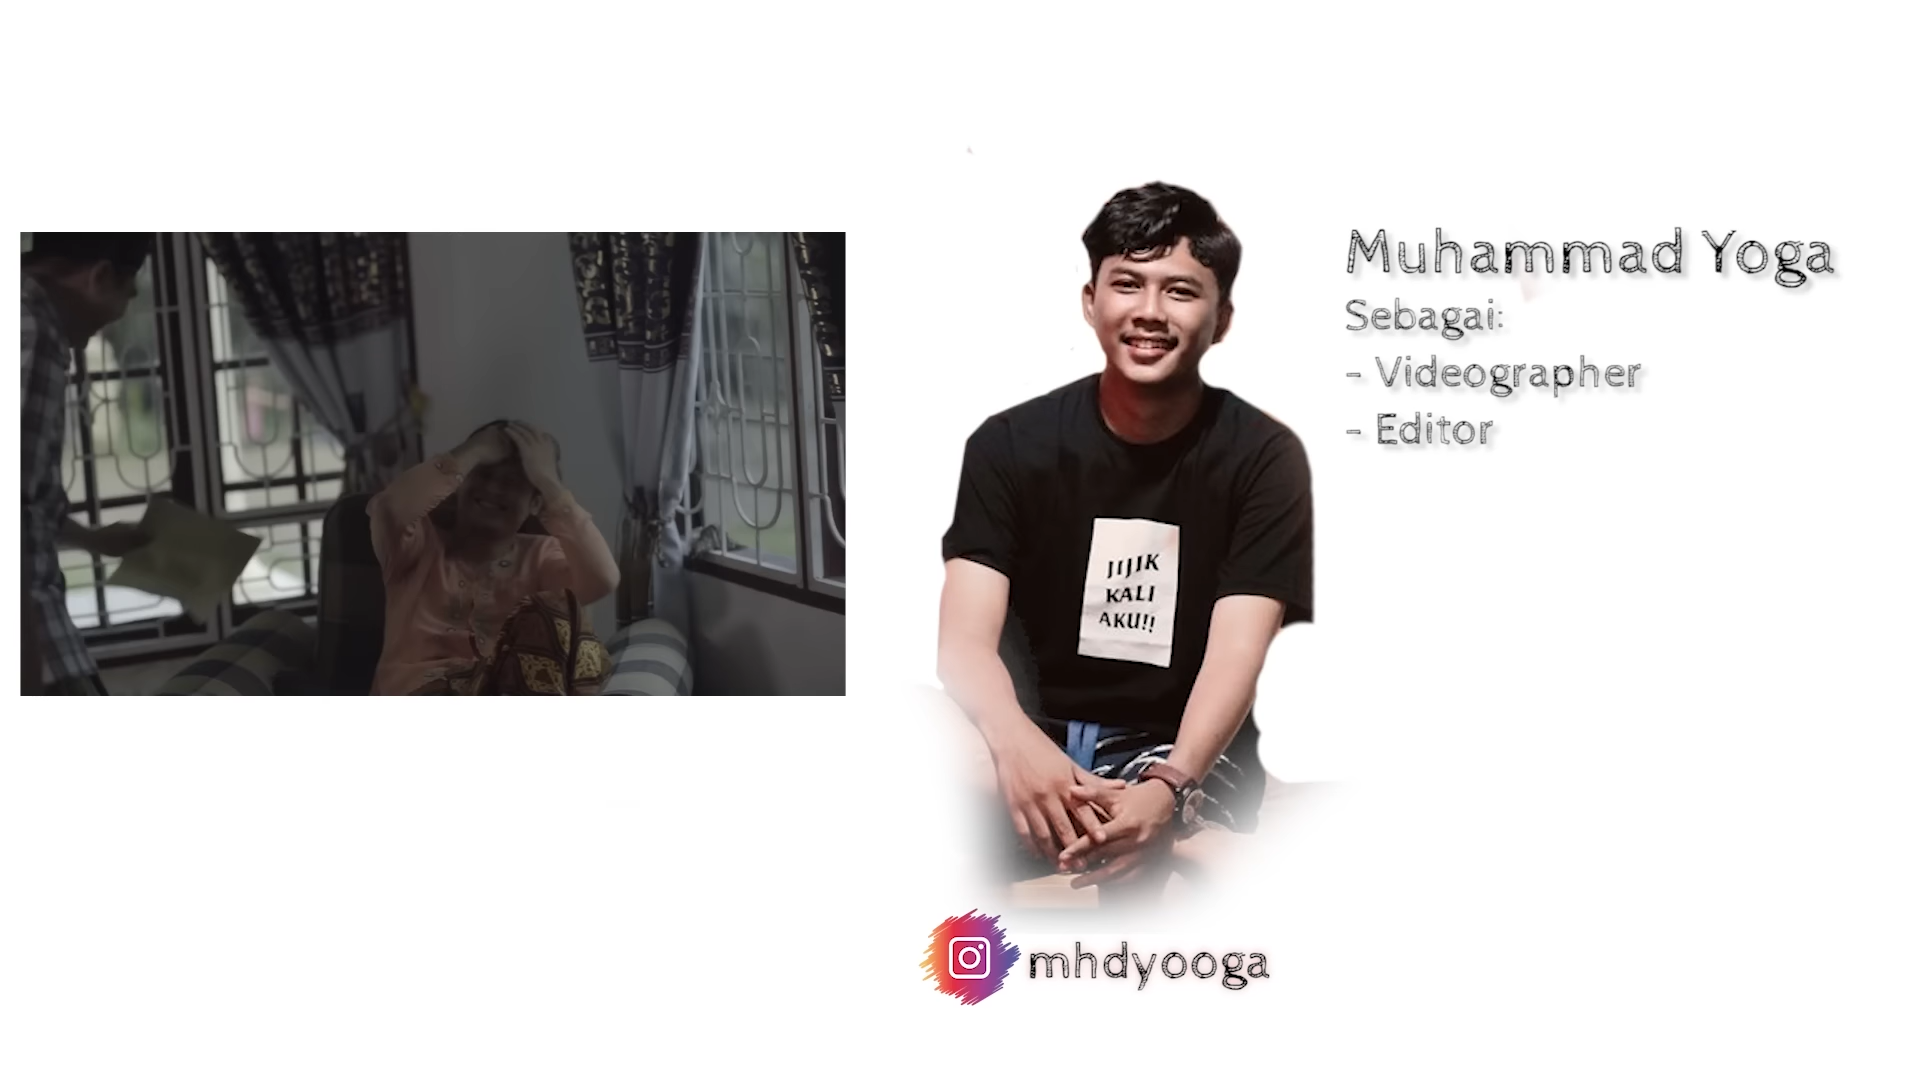 Muhammad Yoga
Sebagai:
- Videographer
- Editor
JIJIK
KALI
AKU!!
mhdyooga